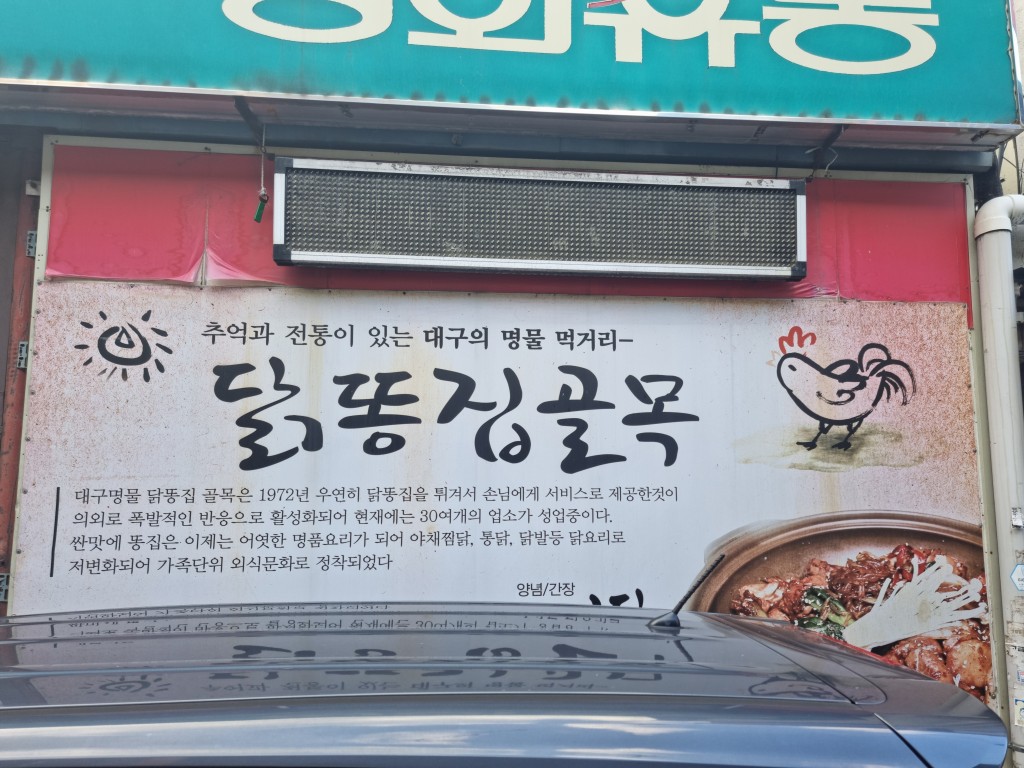 추억과 전통이 있는 대구의 명물 먹거리-
닭똥집골목
대구명물 닭똥집 골목은 1972년 우연히 닭똥집을 튀겨서 손님에게 서비스로 제공한것이
의외로 폭발적인 반응으로 활성화되어 현재에는 30여개의 업소가 성업중이다.
싼맛에 똥집은 이제는 어엿한 명품요리가 되어 야채찜닭, 통닭, 닭발등 닭요리로
저변화되어 가족단위 외식문화로 정착되었다
양념/간장